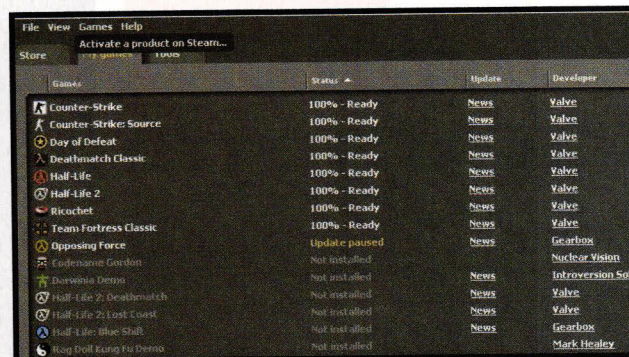 File View Games Help
Activate a product on Steam...
Store My games Tools
Games Status Update Developer
Counter-Strike 100% - Ready News Valve
Counter-Strike: Source 100% - Ready News Valve
Day of Defeat 100% - Ready News Valve
Deathmatch Classic 100% - Ready News Valve
Half-Life 100% - Ready News Valve
Half-Life 2 100% - Ready News Valve
Ricochet 100% - Ready News Valve
Team Fortress Classic 100% - Ready News Valve
Opposing Force Update paused News Gearbox
Codename Gordon Not installed Nuclear Vision
Darwinia Demo Not installed News Introversion So
Half-Life 2: Deathmatch Not installed News Valve
Half-Life 2: Lost Coast Not installed News Valve
Half-Life: Blue Shift Not installed News Gearbox
Rag Doll Kung Fu Demo Not installed Mark Healey